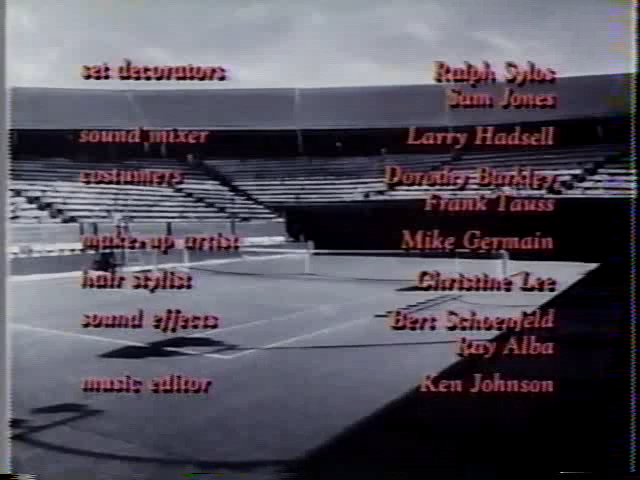 set decorators Ralph Sylos
Sam Jones
sound mixer Larry Hadsell
costumers Dorothy Barkley
Frank Tauss
make-up artist Mike Germain
hair stylist Christine Lee
sound effects Bert Schoenfeld
Ray Alba
music editor Ken Johnson